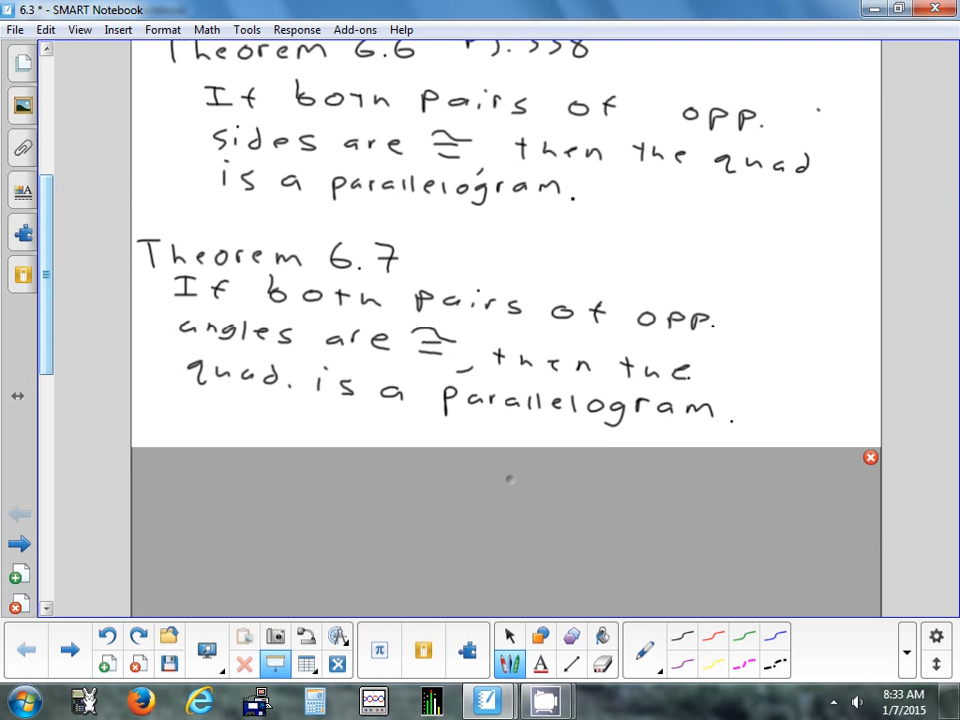 6.3 * - SMART Notebook
File Edit View Insert Format Math Tools Response Add-ons Help
Theorem 6.6 pg. 338
If both pairs of opp.
sides are ≅, then the quad
is a parallelogram.
Theorem 6.7
If both pairs of opp.
angles are ≅, then the
quad. is a parallelogram.
8:33 AM
1/7/2015